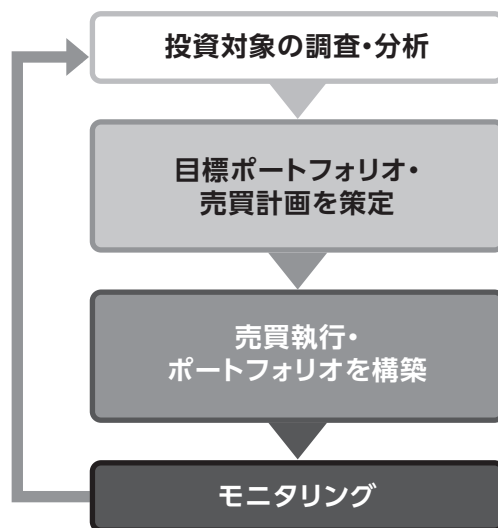 投資対象の調査・分析
目標ポートフォリオ・
売買計画を策定
売買執行・
ポートフォリオを構築
モニタリング